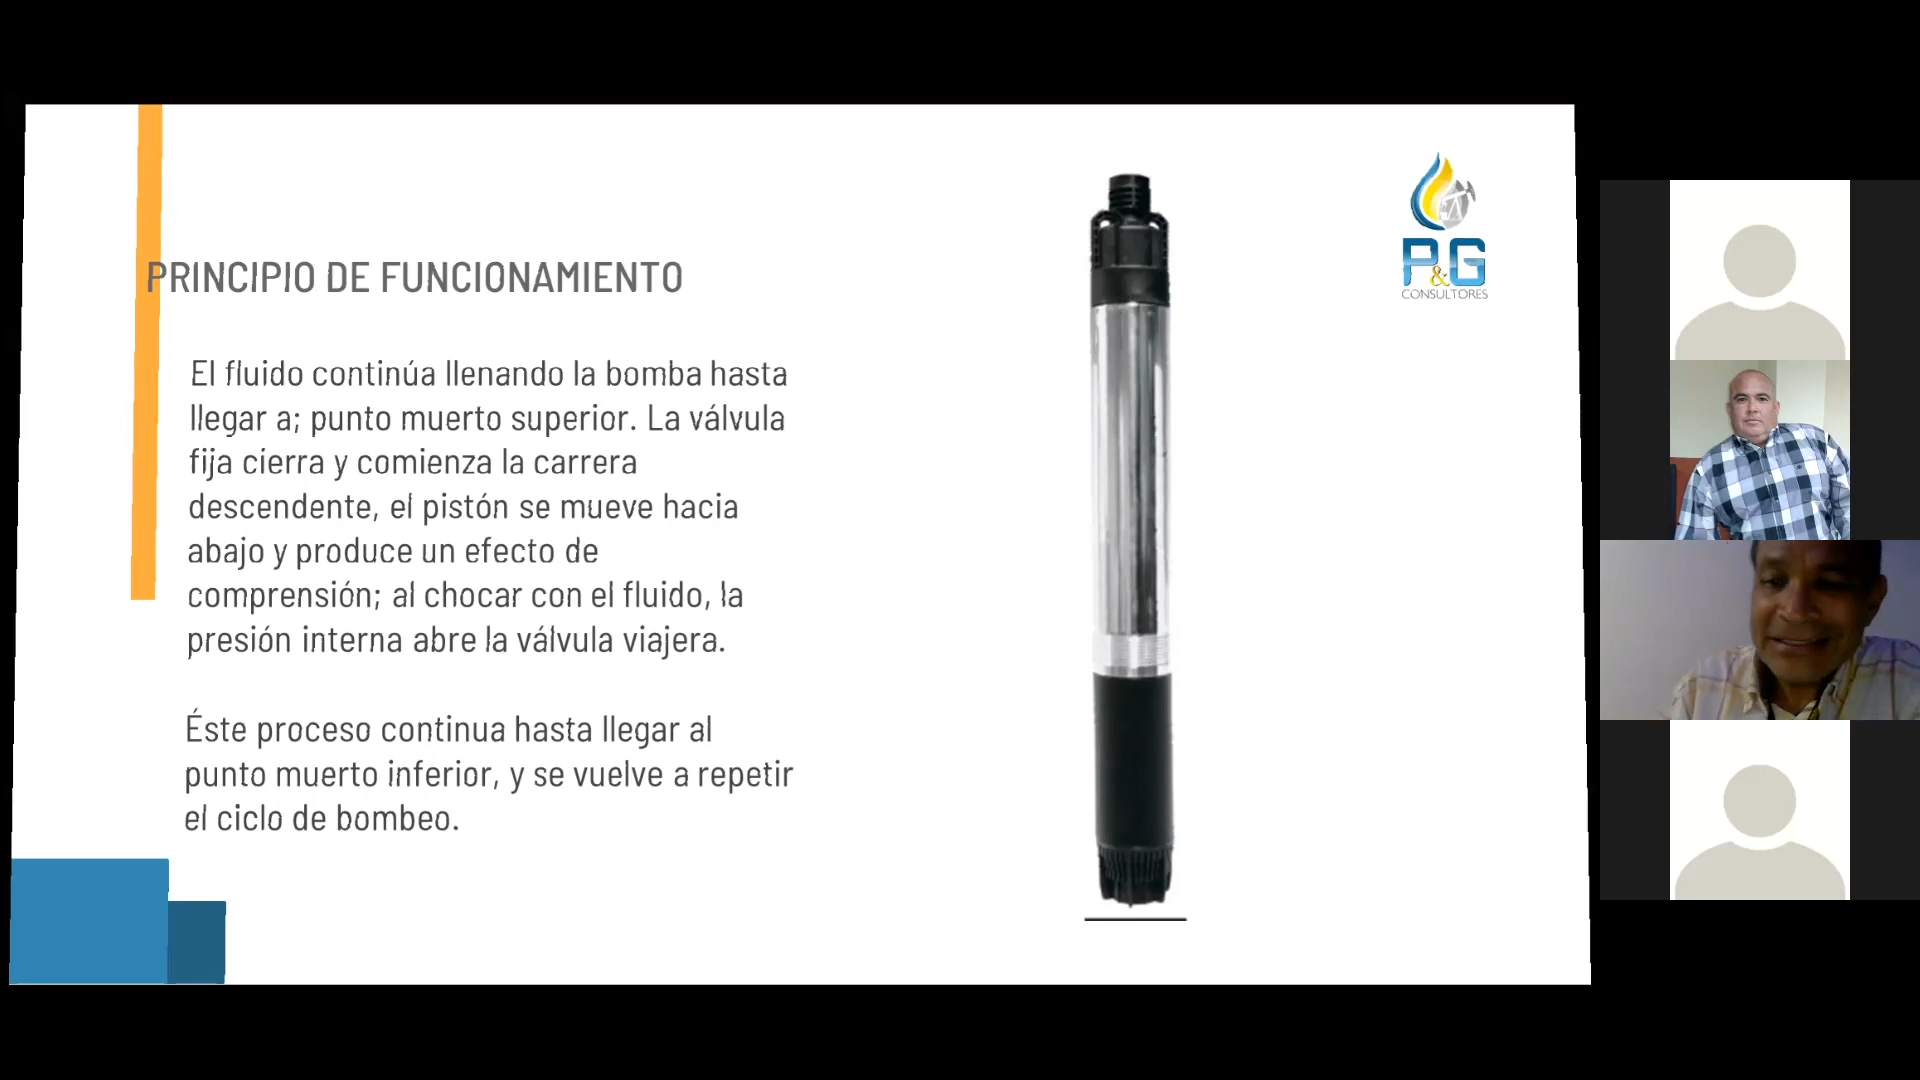 PRINCIPIO DE FUNCIONAMIENTO
El fluido continúa llenando la bomba hasta
llegar a; punto muerto superior. La válvula
fija cierra y comienza la carrera
descendente, el pistón se mueve hacia
abajo y produce un efecto de
comprensión; al chocar con el fluido, la
presión interna abre la válvula viajera.
Éste proceso continua hasta llegar al
punto muerto inferior, y se vuelve a repetir
el ciclo de bombeo.
P&G
CONSULTORES